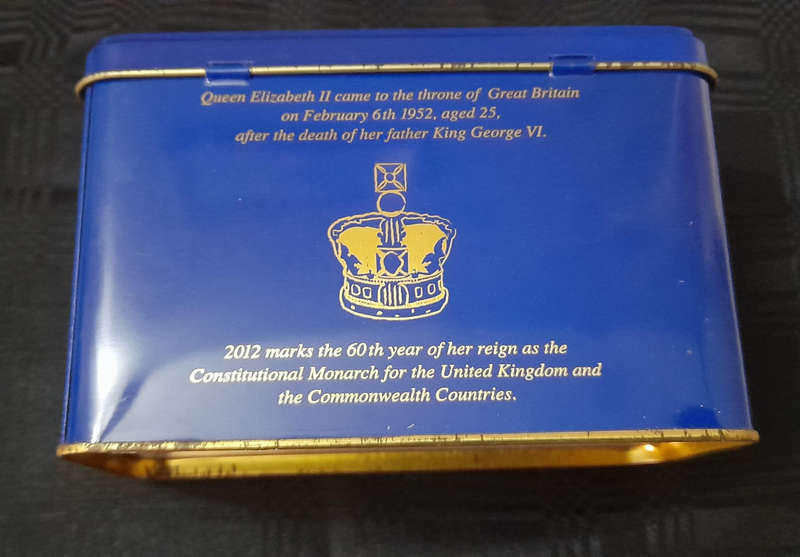 Queen Elizabeth II came to the throne of Great Britain
on February 6th 1952, aged 25,
after the death of her father King George VI.
2012 marks the 60th year of her reign as the
Constitutional Monarch for the United Kingdom and
the Commonwealth Countries.